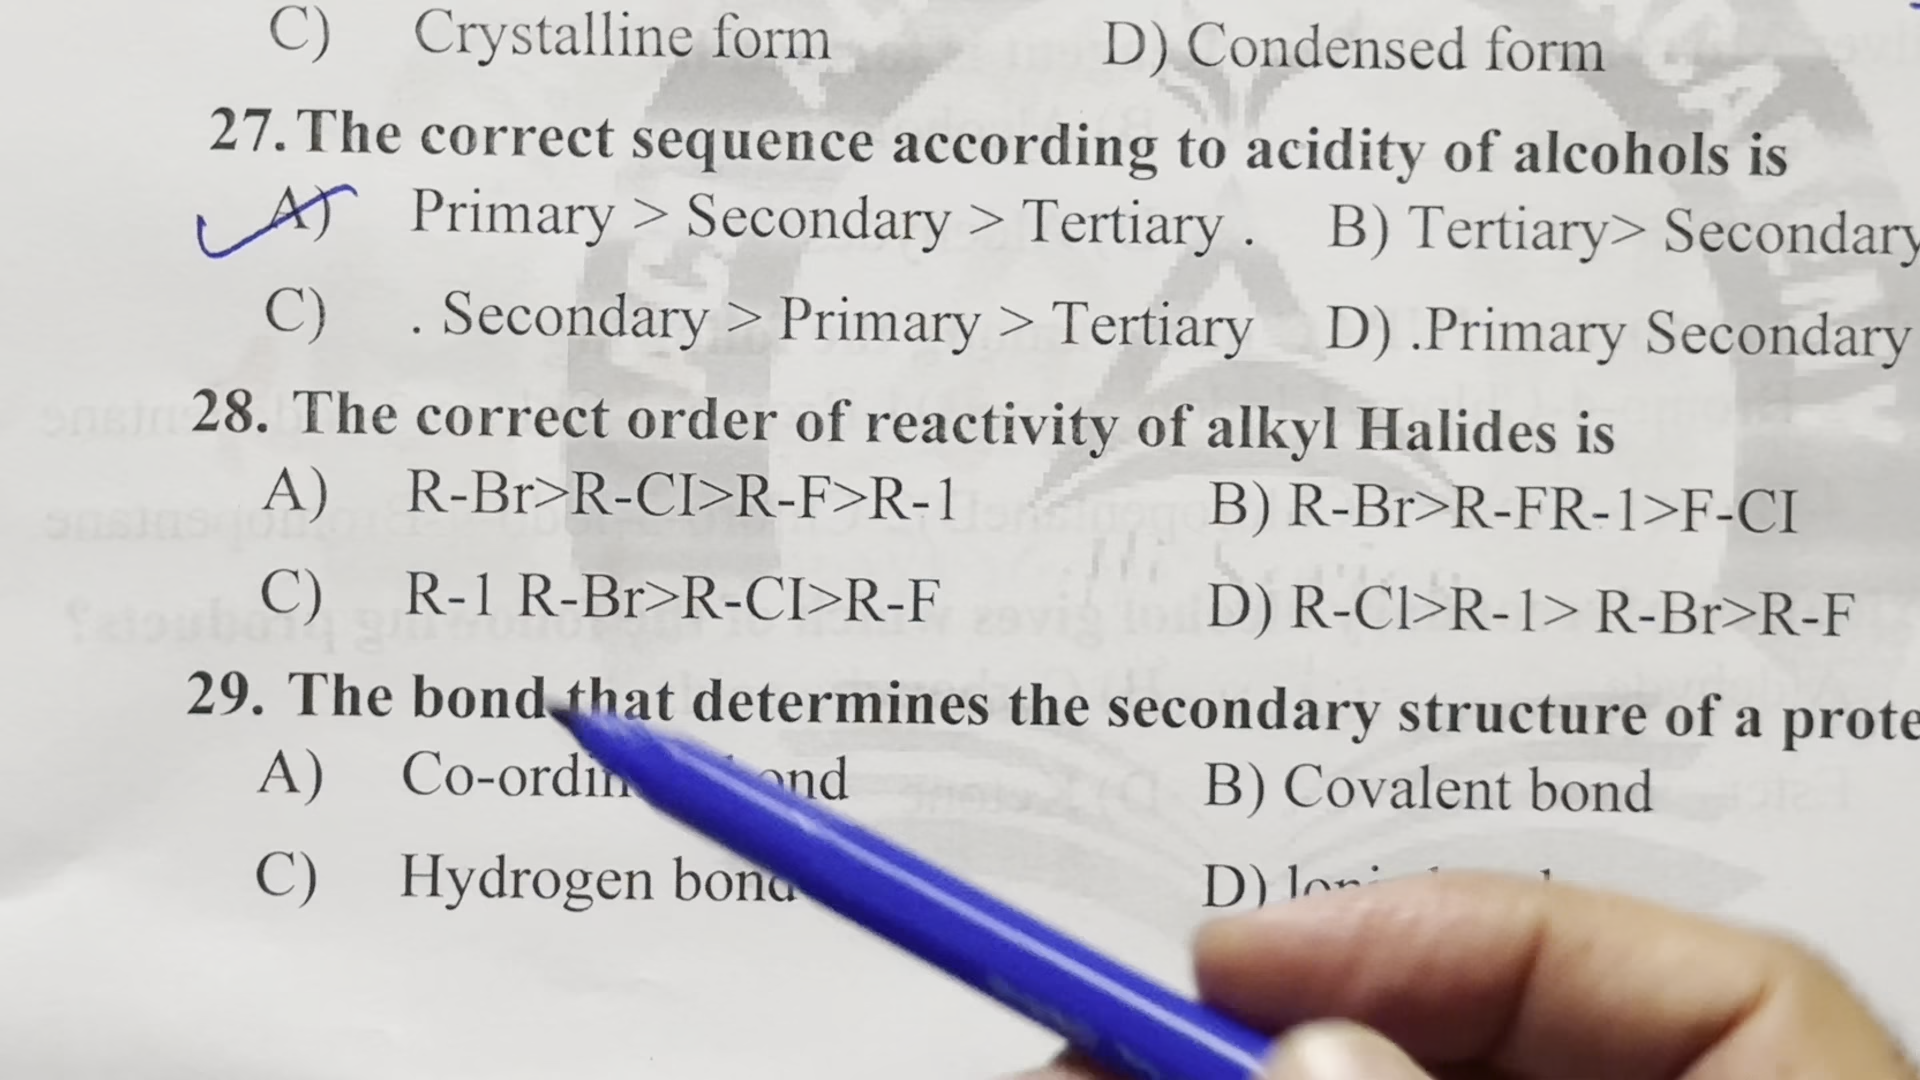 C) Crystalline form D) Condensed form
27. The correct sequence according to acidity of alcohols is
A) Primary > Secondary > Tertiary . B) Tertiary> Secondary
C) . Secondary > Primary > Tertiary D) .Primary Secondary
28. The correct order of reactivity of alkyl Halides is
A) R-Br>R-CI>R-F>R-1 B) R-Br>R-FR-1>F-CI
C) R-1 R-Br>R-CI>R-F D) R-Cl>R-1> R-Br>R-F
29. The bond that determines the secondary structure of a prote
A) B) Covalent bond
C) Hydrogen bond D)